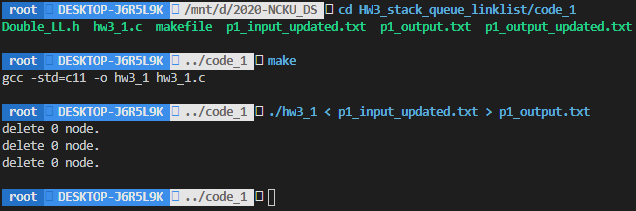 root DESKTOP-J6R5L9K /mnt/d/2020-NCKU_DS cd HW3_stack_queue_linklist/code_1
Double_LL.h hw3_1.c makefile p1_input_updated.txt p1_output.txt p1_output_updated.txt
root DESKTOP-J6R5L9K ../code_1 make
gcc -std=c11 -o hw3_1 hw3_1.c
root DESKTOP-J6R5L9K ../code_1 ./hw3_1 < p1_input_updated.txt > p1_output.txt
delete 0 node.
delete 0 node.
delete 0 node.
root DESKTOP-J6R5L9K ../code_1